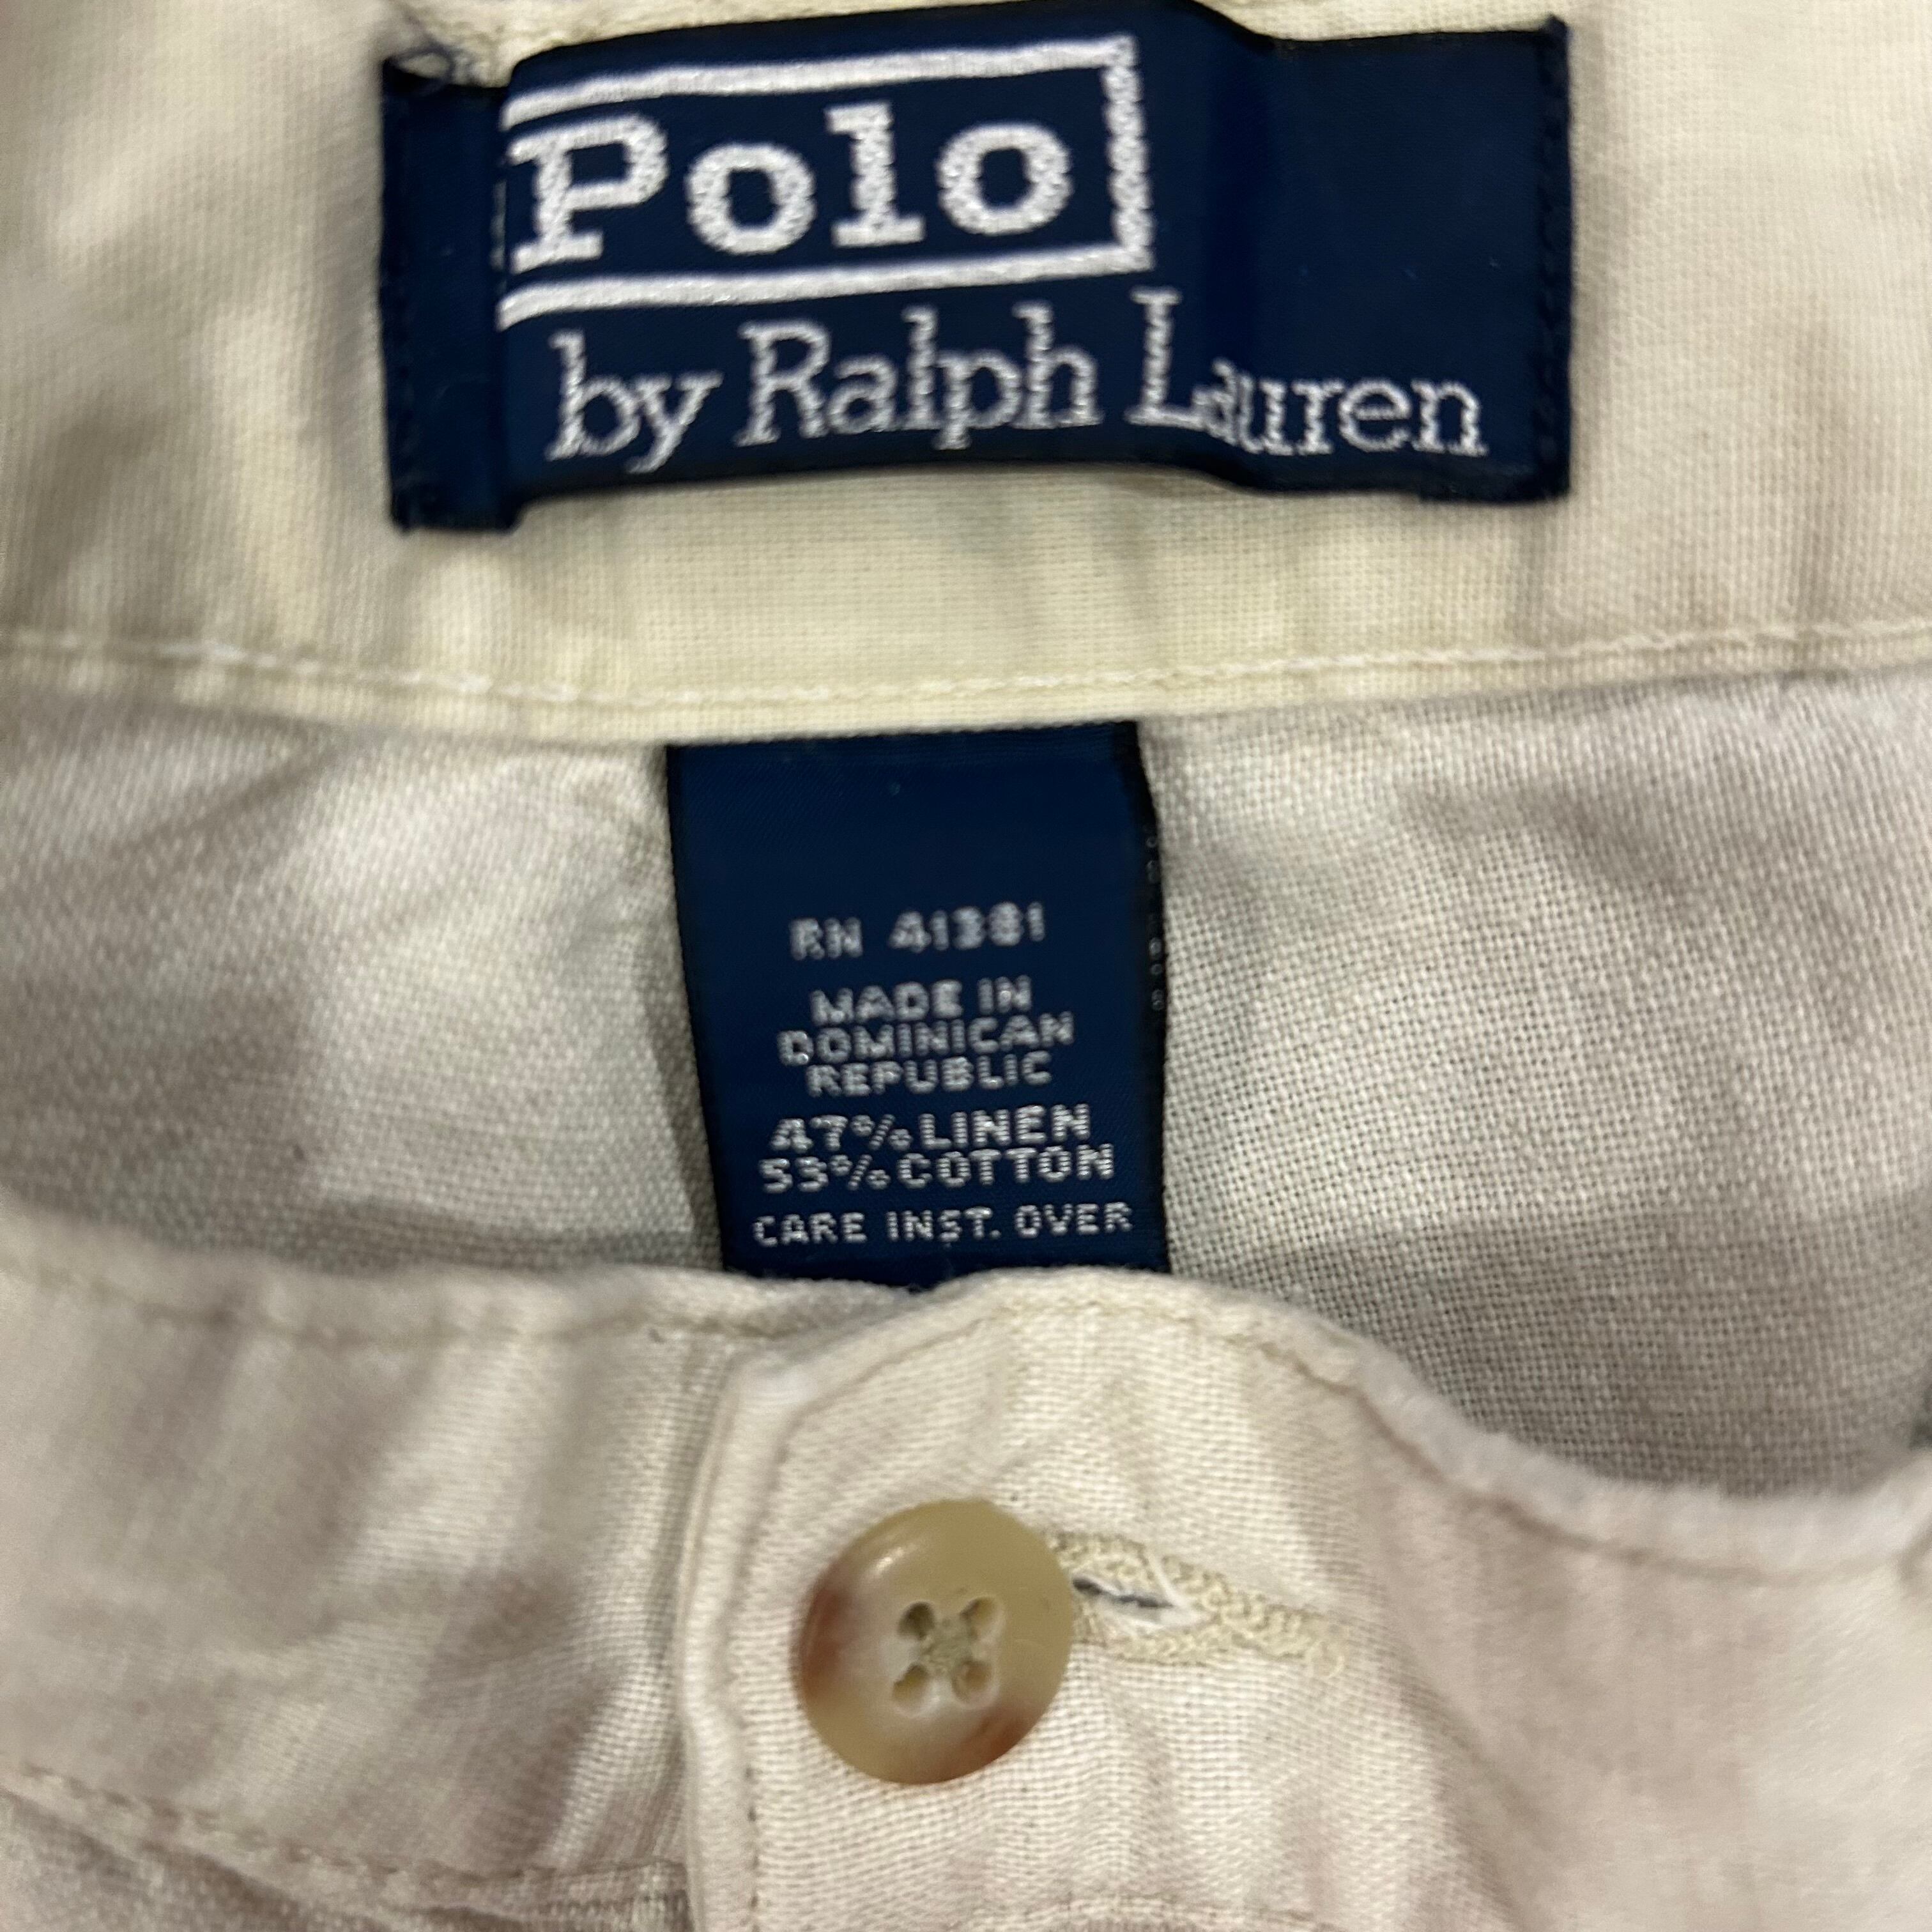 Polo
by Ralph Lauren
RN 41381
MADE IN
DOMINICAN
REPUBLIC
47% LINEN
53% COTTON
CARE INST. OVER